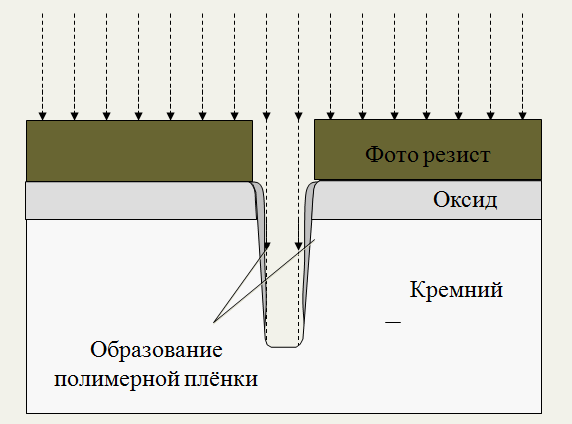 Фото резист
Оксид
Кремний
Образование
полимерной плёнки